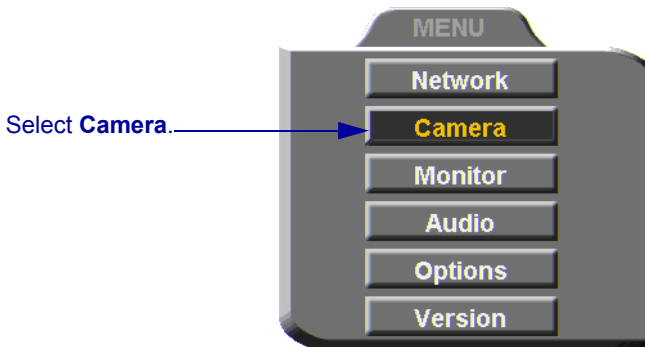 MENU
Network
Select Camera.
Camera
Monitor
Audio
Options
Version